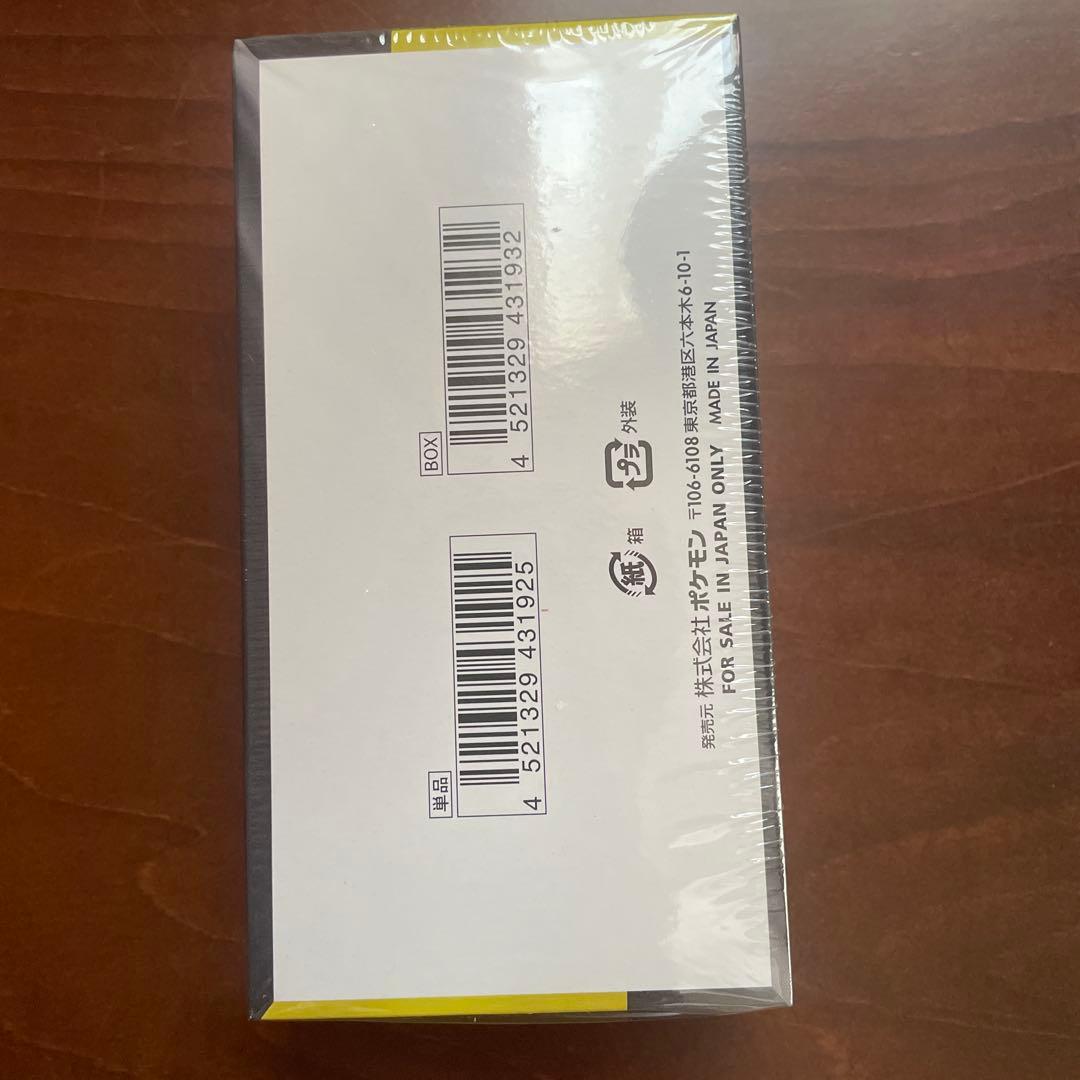 BOX
4 521329 431932
単品
4 521329 431925
プラ 外装
紙 箱
発売元 株式会社 ポケモン 〒106-6108 東京都港区六本木6-10-1
FOR SALE IN JAPAN ONLY MADE IN JAPAN